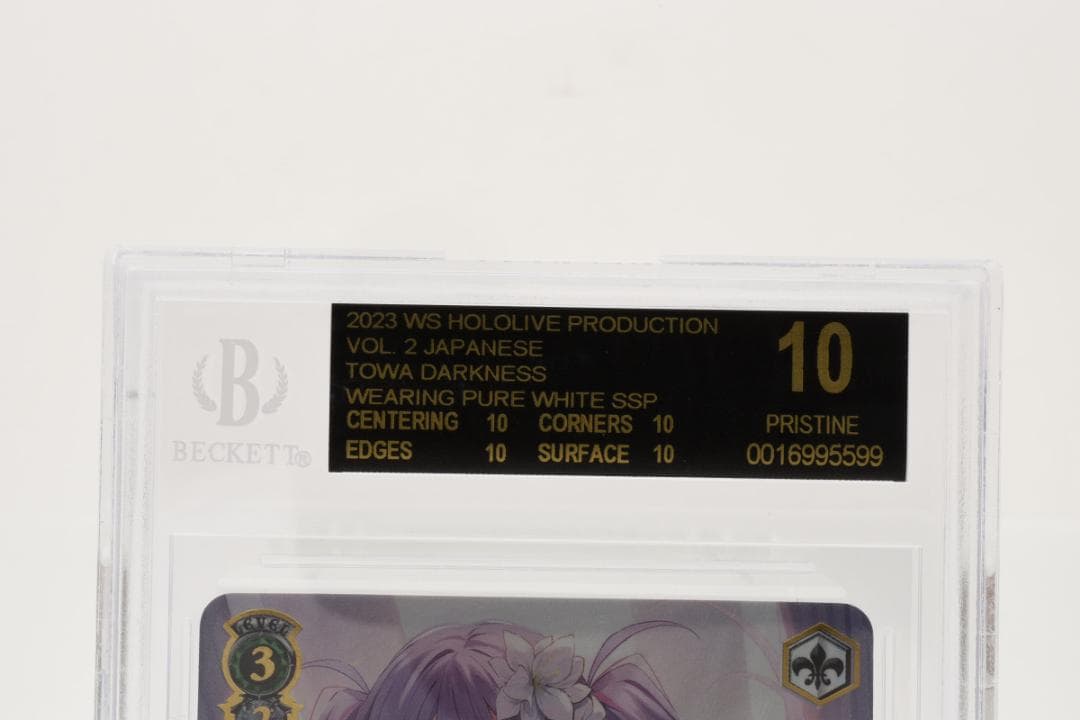 2023 WS HOLOLIVE PRODUCTION
VOL. 2 JAPANESE
TOWA DARKNESS
WEARING PURE WHITE SSP
CENTERING 10 CORNERS 10
EDGES 10 SURFACE 10
10
PRISTINE
0016995599
B
BECKETT®
LEVEL
3